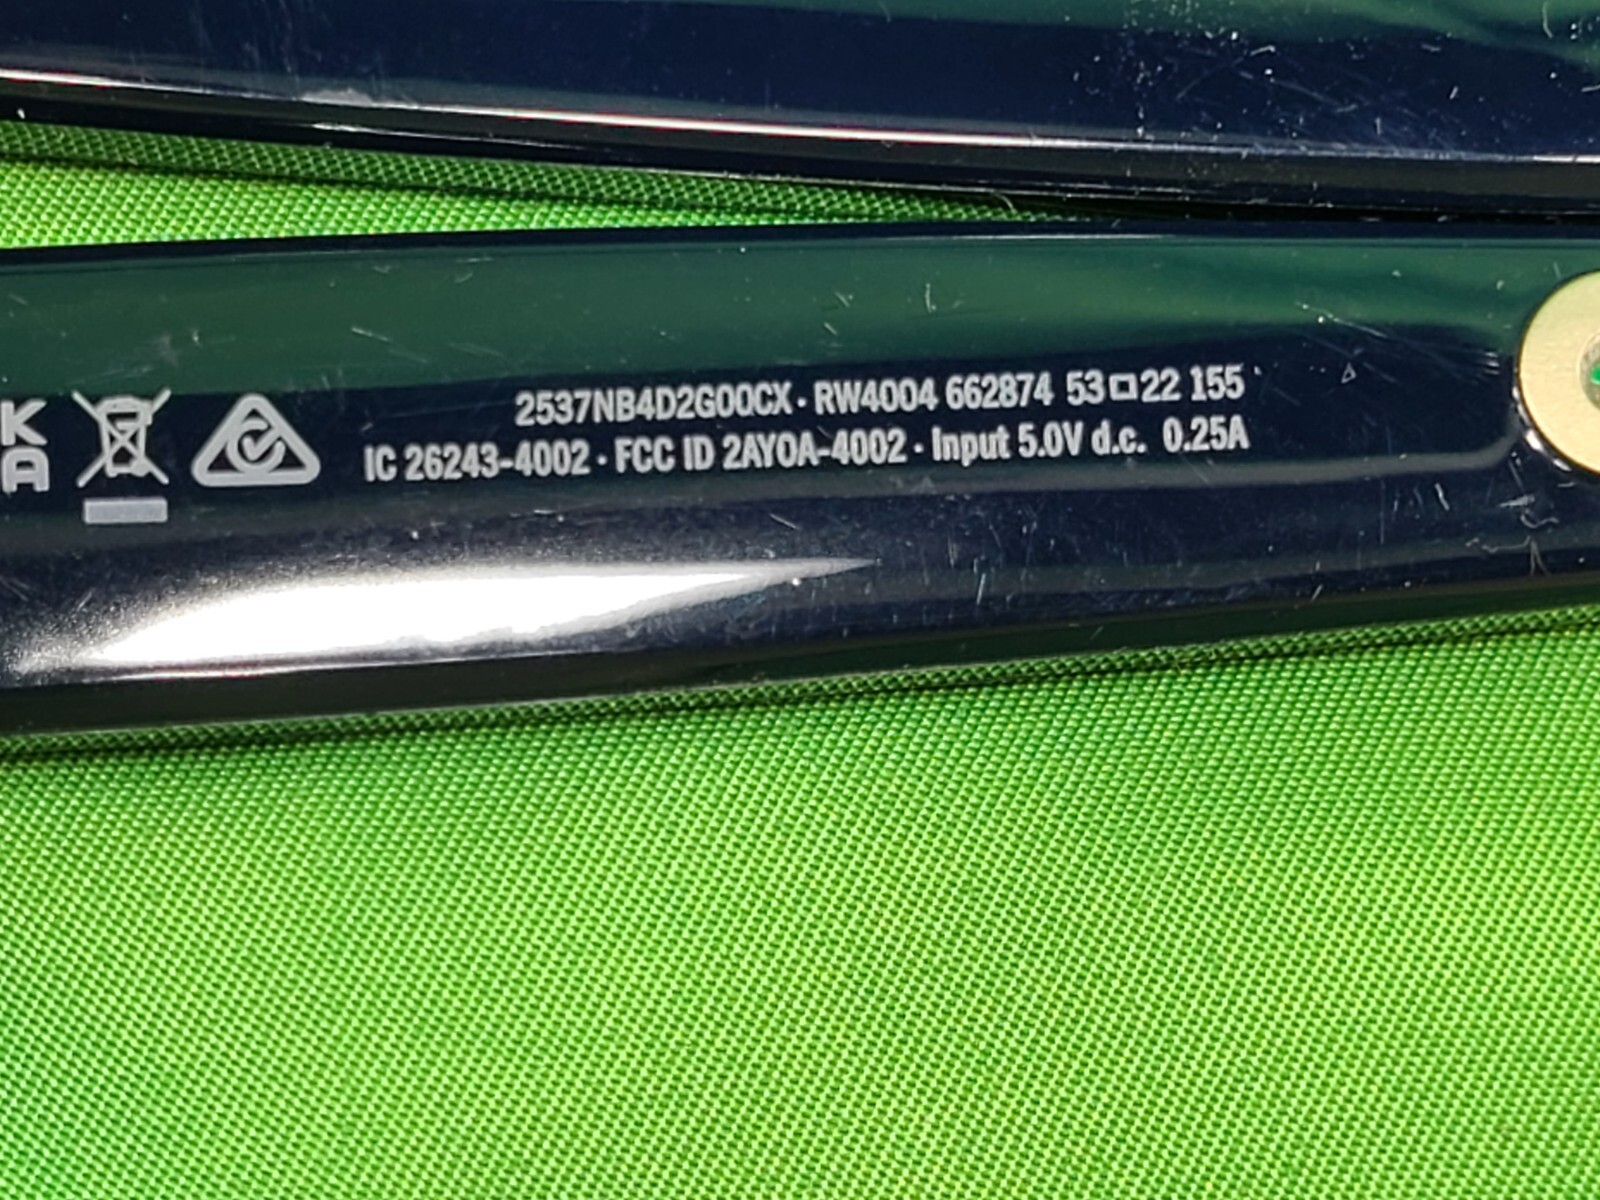 2537NB4D2G00CX · RW4004 662874 53□22 155
IC 26243-4002 · FCC ID 2AYOA-4002 · Input 5.0V d.c. 0.25A
K
A